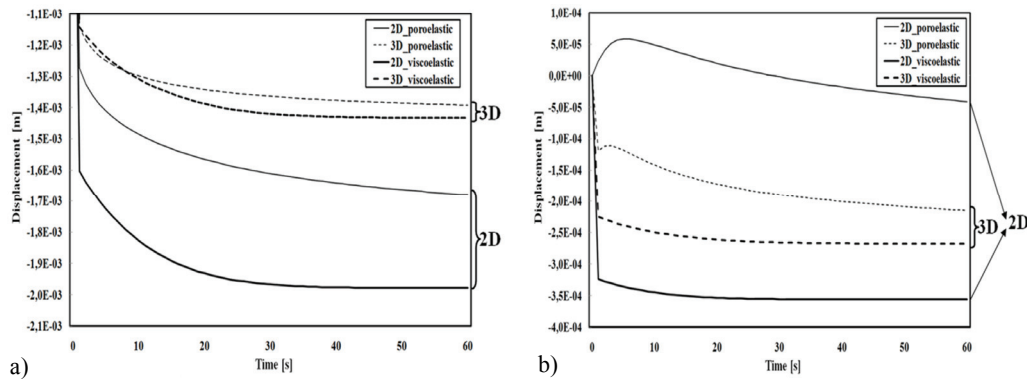 -1,1E-03
-1,2E-03
-1,3E-03
-1,4E-03
-1,5E-03
-1,6E-03
-1,7E-03
-1,8E-03
-1,9E-03
-2,0E-03
-2,1E-03
Displacement [m]
2D_poroelastic
3D_poroelastic
2D_viscoelastic
3D_viscoelastic
3D
2D
0 10 20 30 40 50 60
Time [s]
a)
1,0E-04
5,0E-05
0,0E+00
-5,0E-05
-1,0E-04
-1,5E-04
-2,0E-04
-2,5E-04
-3,0E-04
-3,5E-04
-4,0E-04
Displacement [m]
2D_poroelastic
3D_poroelastic
2D_viscoelastic
3D_viscoelastic
3D
2D
0 10 20 30 40 50 60
Time [s]
b)